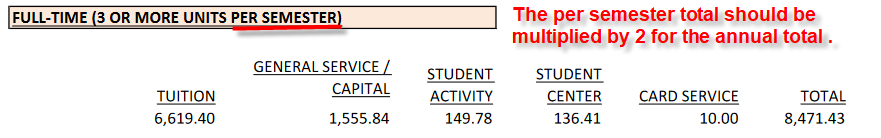 FULL-TIME (3 OR MORE UNITS PER SEMESTER)
The per semester total should be
multiplied by 2 for the annual total .
GENERAL SERVICE / STUDENT STUDENT
TUITION CAPITAL ACTIVITY CENTER CARD SERVICE TOTAL
6,619.40 1,555.84 149.78 136.41 10.00 8,471.43